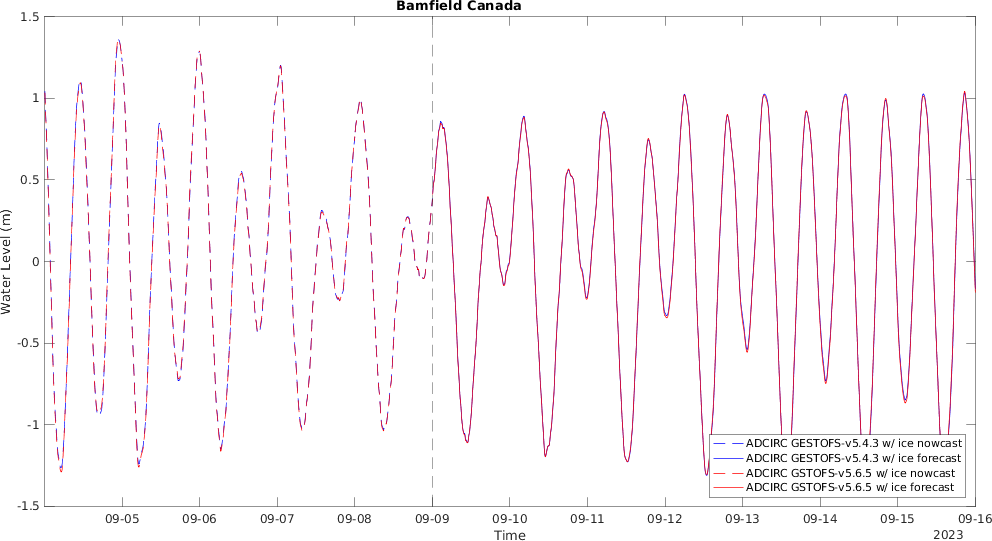 Bamfield Canada
1.5
1
0.5
0
-0.5
-1
-1.5
Water Level (m)
ADCIRC GESTOFS-v5.4.3 w/ ice nowcast
ADCIRC GESTOFS-v5.4.3 w/ ice forecast
ADCIRC GSTOFS-v5.6.5 w/ ice nowcast
ADCIRC GSTOFS-v5.6.5 w/ ice forecast
09-05 09-06 09-07 09-08 09-09 09-10 09-11 09-12 09-13 09-14 09-15 09-16
Time
2023